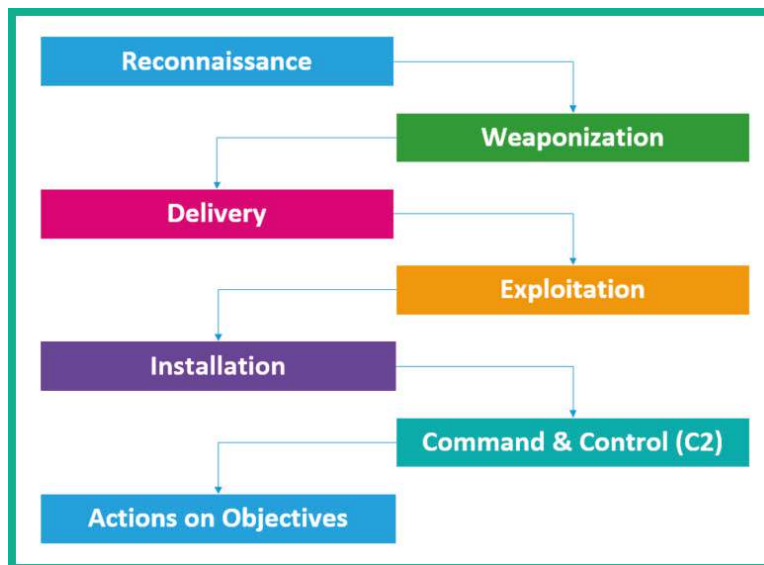 Reconnaissance
Weaponization
Delivery
Exploitation
Installation
Command & Control (C2)
Actions on Objectives